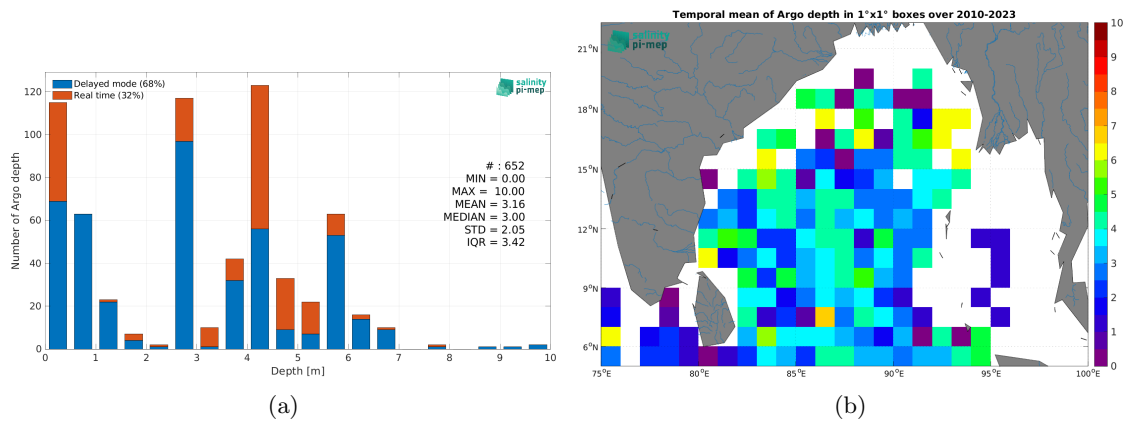 Delayed mode (68%)
Real time (32%)
salinity
pi-mep
# : 652
MIN = 0.00
MAX = 10.00
MEAN = 3.16
MEDIAN = 3.00
STD = 2.05
IQR = 3.42
120
100
80
60
40
20
0
Number of Argo depth
0 1 2 3 4 5 6 7 8 9 10
Depth [m]
(a)
Temporal mean of Argo depth in 1°x1° boxes over 2010-2023
salinity
pi-mep
21°N
18°N
15°N
12°N
9°N
6°N
75°E 80°E 85°E 90°E 95°E 100°E
10
9
8
7
6
5
4
3
2
1
0
(b)